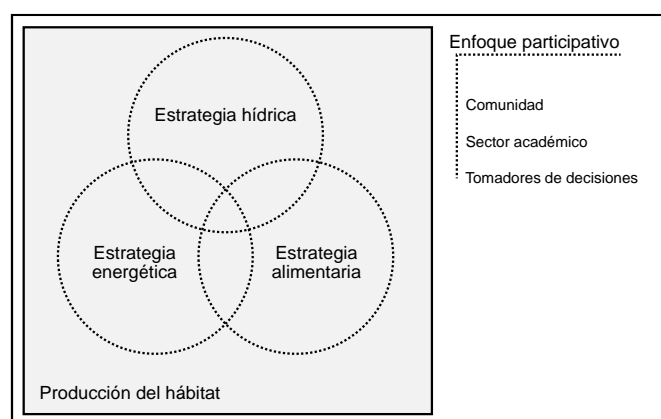 Enfoque participativo
Comunidad
Sector académico
Tomadores de decisiones
Estrategia hídrica
Estrategia
energética
Estrategia
alimentaria
Producción del hábitat